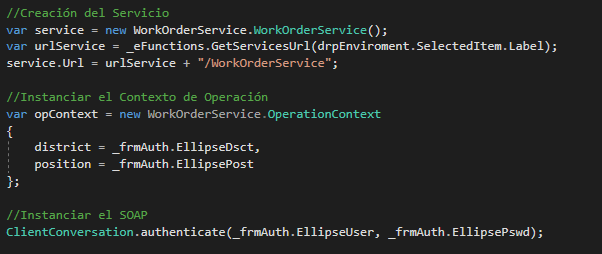 //Creación del Servicio
var service = new WorkOrderService.WorkOrderService();
var urlService = _eFunctions.GetServicesUrl(drpEnviroment.SelectedItem.Label);
service.Url = urlService + "/WorkOrderService";
//Instanciar el Contexto de Operación
var opContext = new WorkOrderService.OperationContext
{
    district = _frmAuth.EllipseDsct,
    position = _frmAuth.EllipsePost
};
//Instanciar el SOAP
ClientConversation.authenticate(_frmAuth.EllipseUser, _frmAuth.EllipsePswd);